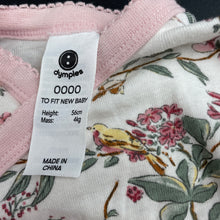 dymples
0000
TO FIT NEW BABY
Height: 56cm
Mass: 4kg
MADE IN
CHINA